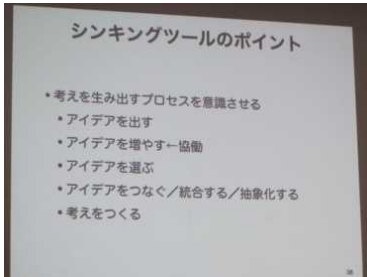 シンキングツールのポイント
・考えを生み出すプロセスを意識させる
・アイデアを出す
・アイデアを増やす←協働
・アイデアを選ぶ
・アイデアをつなぐ／統合する／抽象化する
・考えをつくる